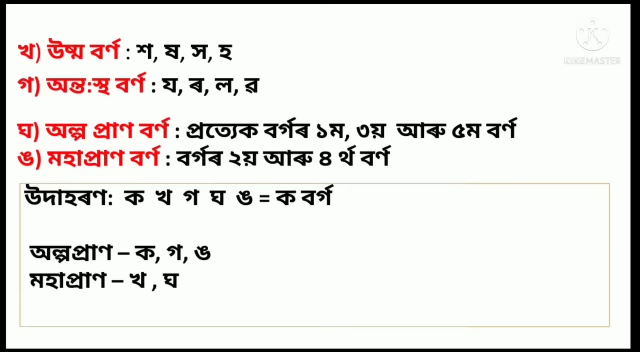 KINEMASTER
খ) উষ্ম বৰ্ণ : শ, ষ, স, হ
গ) অন্ত:স্থ বৰ্ণ : য, ৰ, ল, ৱ
ঘ) অল্প প্ৰাণ বৰ্ণ : প্ৰত্যেক বৰ্গৰ ১ম, ৩য় আৰু ৫ম বৰ্ণ
ঙ) মহাপ্ৰাণ বৰ্ণ : বৰ্গৰ ২য় আৰু ৪ ৰ্থ বৰ্ণ
উদাহৰণ: ক খ গ ঘ ঙ = ক বৰ্গ
অল্পপ্ৰাণ – ক, গ, ঙ
মহাপ্ৰাণ – খ , ঘ